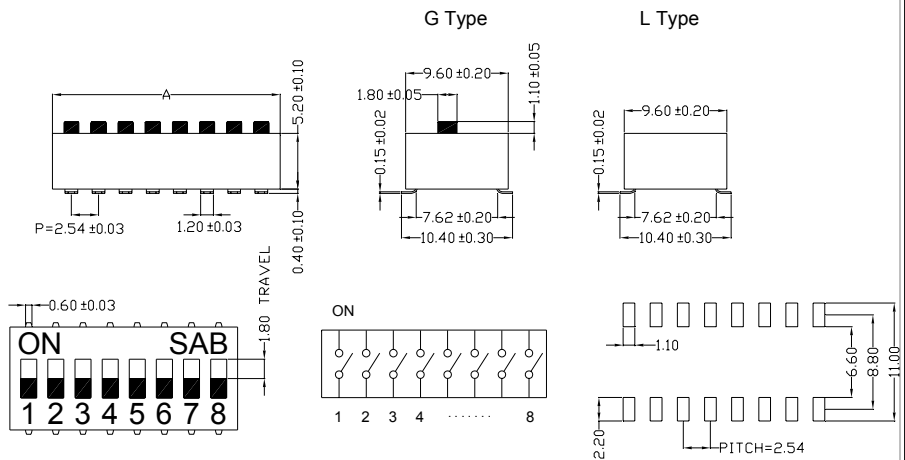 G Type
L Type
A
5.20 ±0.10
9.60 ±0.20
1.80 ±0.05
1.10 ±0.05
0.15 ±0.02
9.60 ±0.20
0.15 ±0.02
P=2.54 ±0.03
1.20 ±0.03
0.40 ±0.10
7.62 ±0.20
10.40 ±0.30
7.62 ±0.20
10.40 ±0.30
0.60 ±0.03
1.80 TRAVEL
ON SAB
1 2 3 4 5 6 7 8
ON
1 2 3 4 ....... 8
1.10
6.60
8.80
11.00
2.20
PITCH=2.54